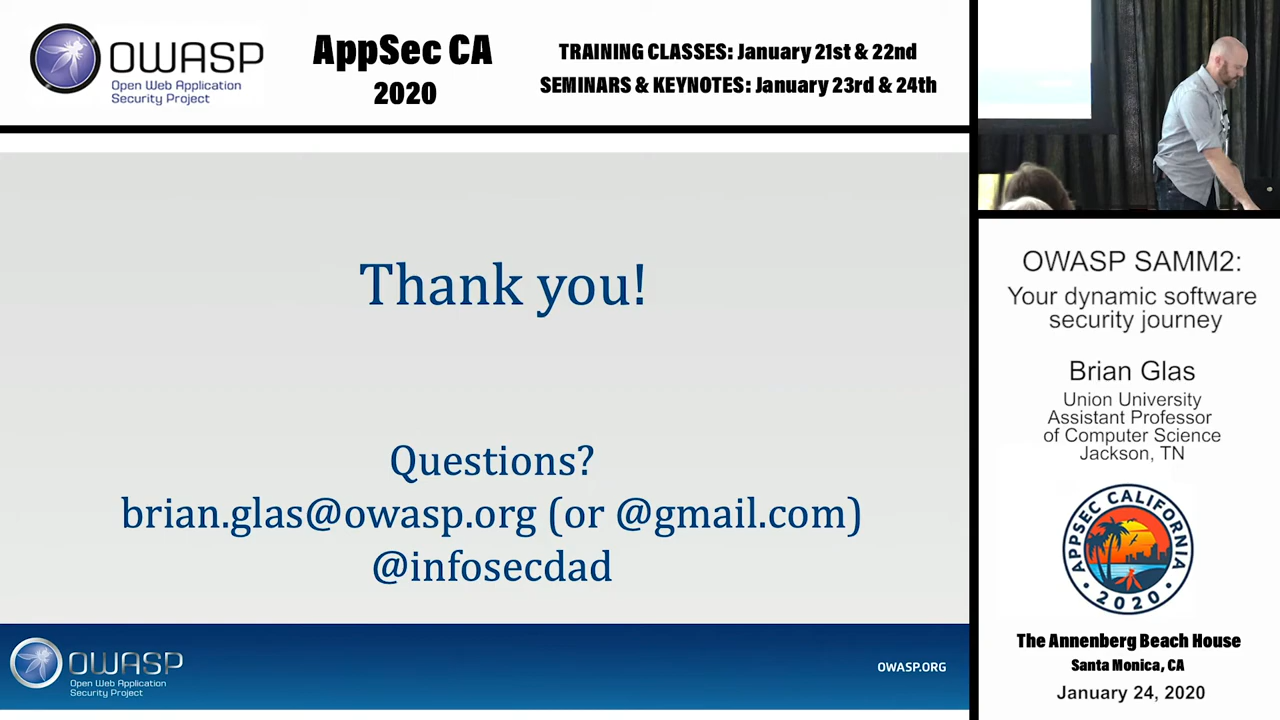 OWASP
Open Web Application
Security Project
AppSec CA
2020
TRAINING CLASSES: January 21st & 22nd
SEMINARS & KEYNOTES: January 23rd & 24th
Thank you!
Questions?
brian.glas@owasp.org (or @gmail.com)
@infosecdad
OWASP
Open Web Application
Security Project
OWASP.ORG
OWASP SAMM2:
Your dynamic software
security journey
Brian Glas
Union University
Assistant Professor
of Computer Science
Jackson, TN
APPSEC CALIFORNIA
• 2020 •
The Annenberg Beach House
Santa Monica, CA
January 24, 2020